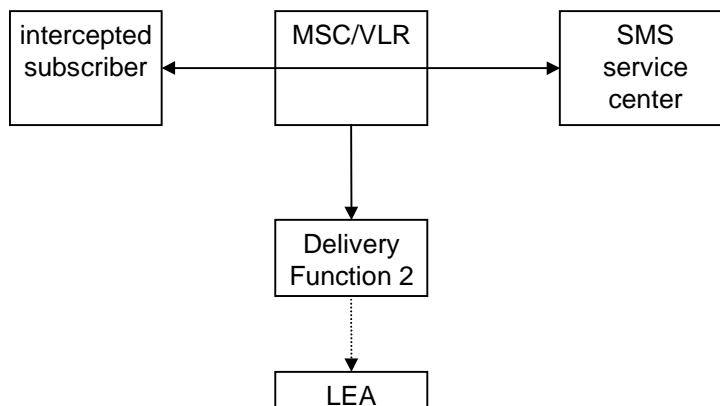 intercepted
subscriber
MSC/VLR
SMS
service
center
Delivery
Function 2
LEA